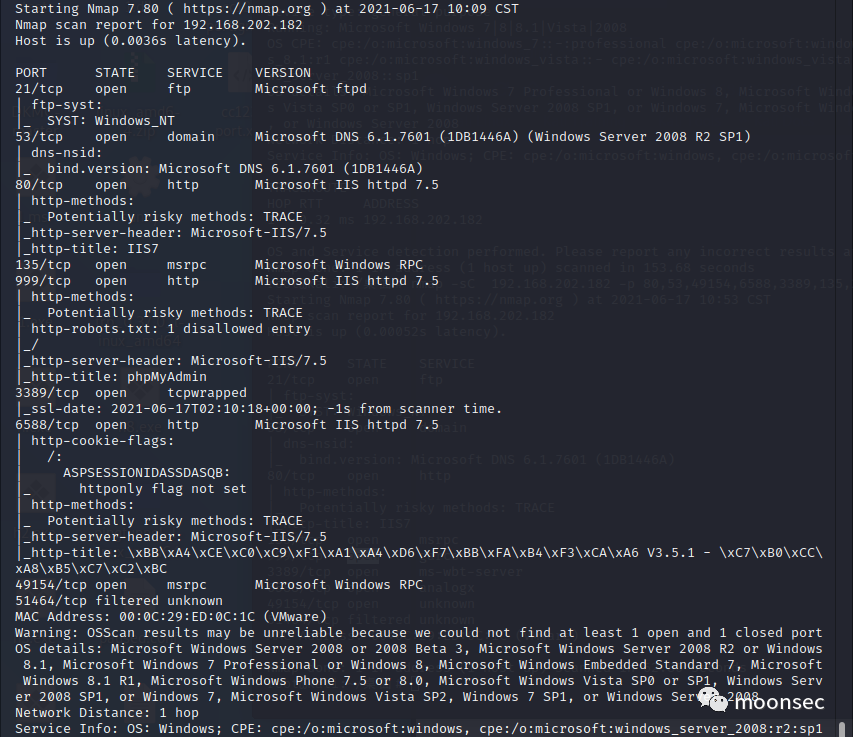 Starting Nmap 7.80 ( https://nmap.org ) at 2021-06-17 10:09 CST
Nmap scan report for 192.168.202.182
Host is up (0.0036s latency).
PORT STATE SERVICE VERSION
21/tcp open ftp Microsoft ftpd
| ftp-syst:
|_ SYST: Windows_NT
53/tcp open domain Microsoft DNS 6.1.7601 (1DB1446A) (Windows Server 2008 R2 SP1)
| dns-nsid:
|_ bind.version: Microsoft DNS 6.1.7601 (1DB1446A)
80/tcp open http Microsoft IIS httpd 7.5
| http-methods:
|_ Potentially risky methods: TRACE
|_http-server-header: Microsoft-IIS/7.5
|_http-title: IIS7
135/tcp open msrpc Microsoft Windows RPC
999/tcp open http Microsoft IIS httpd 7.5
| http-methods:
|_ Potentially risky methods: TRACE
| http-robots.txt: 1 disallowed entry
|_/
|_http-server-header: Microsoft-IIS/7.5
|_http-title: phpMyAdmin
3389/tcp open tcpwrapped
|_ssl-date: 2021-06-17T02:10:18+00:00; -1s from scanner time.
6588/tcp open http Microsoft IIS httpd 7.5
| http-cookie-flags:
| /:
| ASPSESSIONIDASSDASQB:
|_ httponly flag not set
| http-methods:
|_ Potentially risky methods: TRACE
|_http-server-header: Microsoft-IIS/7.5
|_http-title: \xBB\xA4\xCE\xC0\xC9\xF1\xA1\xA4\xD6\xF7\xBB\xFA\xB4\xF3\xCA\xA6 V3.5.1 - \xC7\xB0\xCC\
xA8\xB5\xC7\xC2\xBC
49154/tcp open msrpc Microsoft Windows RPC
51464/tcp filtered unknown
MAC Address: 00:0C:29:ED:0C:1C (VMware)
Warning: OSScan results may be unreliable because we could not find at least 1 open and 1 closed port
OS details: Microsoft Windows Server 2008 or 2008 Beta 3, Microsoft Windows Server 2008 R2 or Windows
8.1, Microsoft Windows 7 Professional or Windows 8, Microsoft Windows Embedded Standard 7, Microsoft
Windows 8.1 R1, Microsoft Windows Phone 7.5 or 8.0, Microsoft Windows Vista SP0 or SP1, Windows Serv
er 2008 SP1, or Windows 7, Microsoft Windows Vista SP2, Windows 7 SP1, or Windows Server 2008
Network Distance: 1 hop
Service Info: OS: Windows; CPE: cpe:/o:microsoft:windows, cpe:/o:microsoft:windows_server_2008:r2:sp1
moonsec